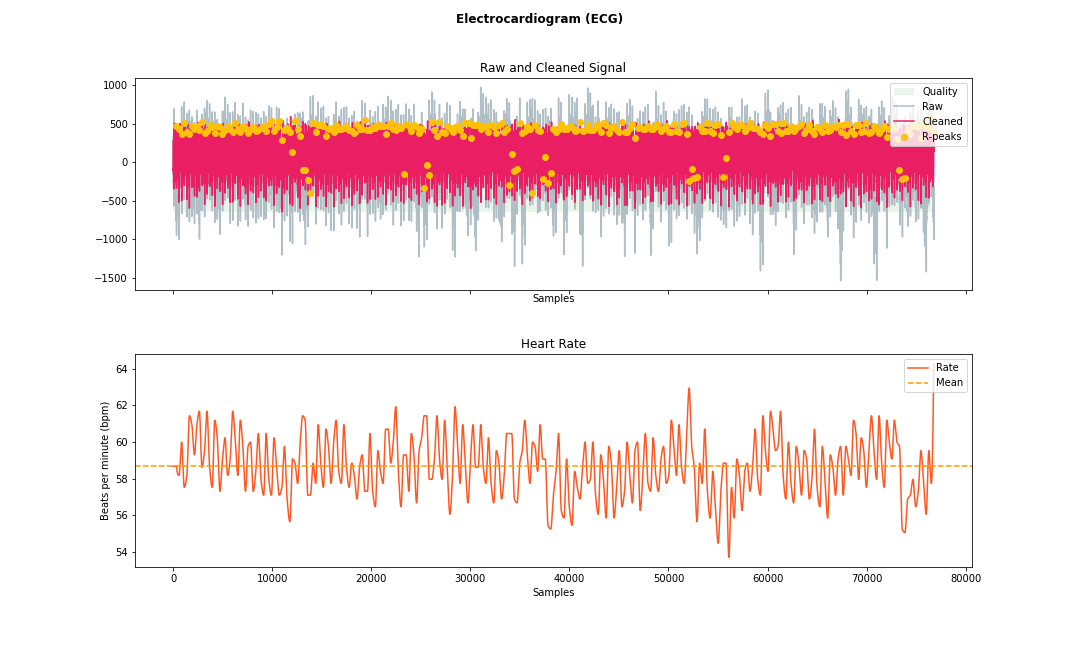 Electrocardiogram (ECG)
Raw and Cleaned Signal
1000
500
0
−500
−1000
−1500
Quality
Raw
Cleaned
R-peaks
Samples
Heart Rate
64
62
60
58
56
54
Beats per minute (bpm)
Rate
Mean
0 10000 20000 30000 40000 50000 60000 70000 80000
Samples